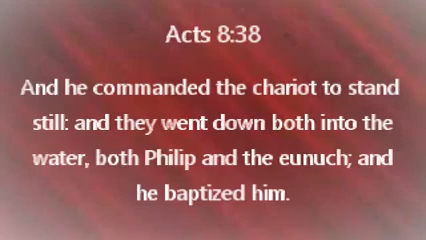 Acts 8:38
And he commanded the chariot to stand
still: and they went down both into the
water, both Philip and the eunuch; and
he baptized him.